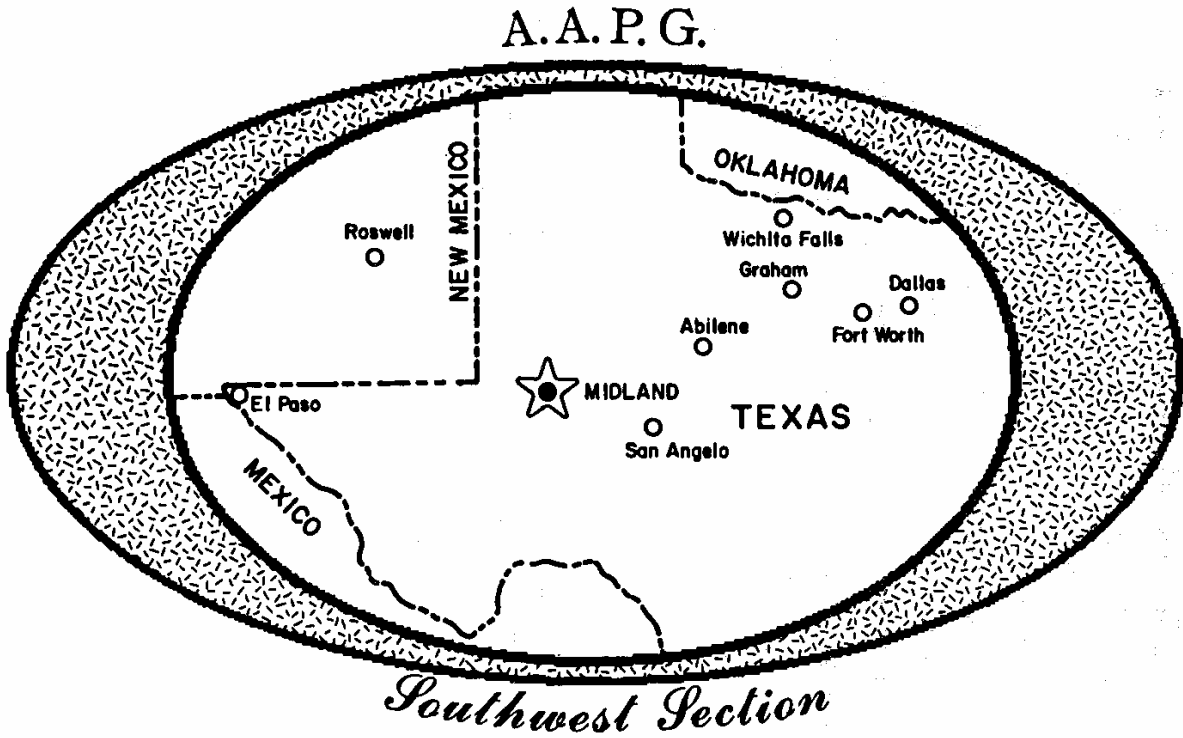 A. A. P. G.
OKLAHOMA
NEW MEXICO
Roswell
Wichita Falls
Graham
Dallas
Abilene
Fort Worth
MIDLAND
El Paso
TEXAS
San Angelo
MEXICO
Southwest Section